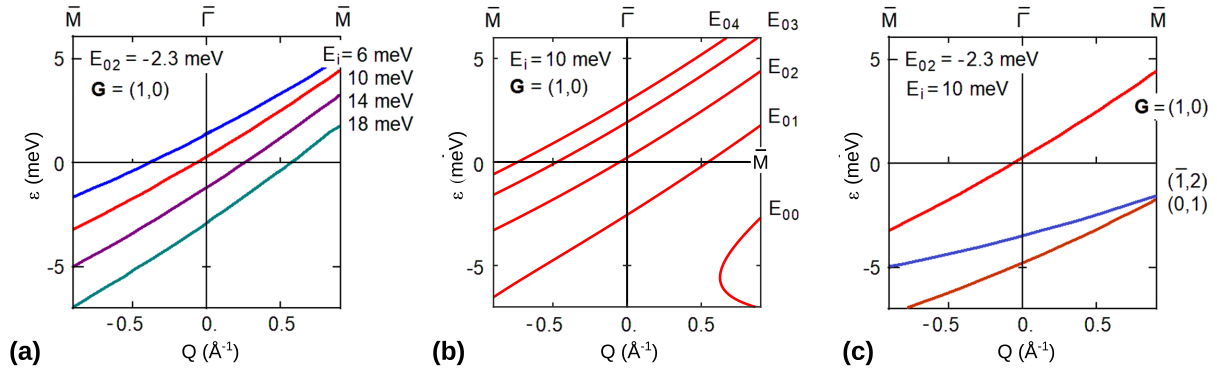 M̅ Γ̅ M̅
5
0
-5
ε (meV)
E₀₂ = -2.3 meV
G = (1,0)
Eᵢ = 6 meV
10 meV
14 meV
18 meV
-0.5 0. 0.5
Q (Å⁻¹)
(a)
M̅ Γ̅ E₀₄ E₀₃
5
0
-5
ε (meV)
Eᵢ = 10 meV
G = (1,0)
E₀₂
E₀₁
M̅
E₀₀
-0.5 0. 0.5
Q (Å⁻¹)
(b)
M̅ Γ̅ M̅
5
0
-5
ε (meV)
E₀₂ = -2.3 meV
Eᵢ = 10 meV
G = (1,0)
(1̅,2)
(0,1)
-0.5 0. 0.5
Q (Å⁻¹)
(c)